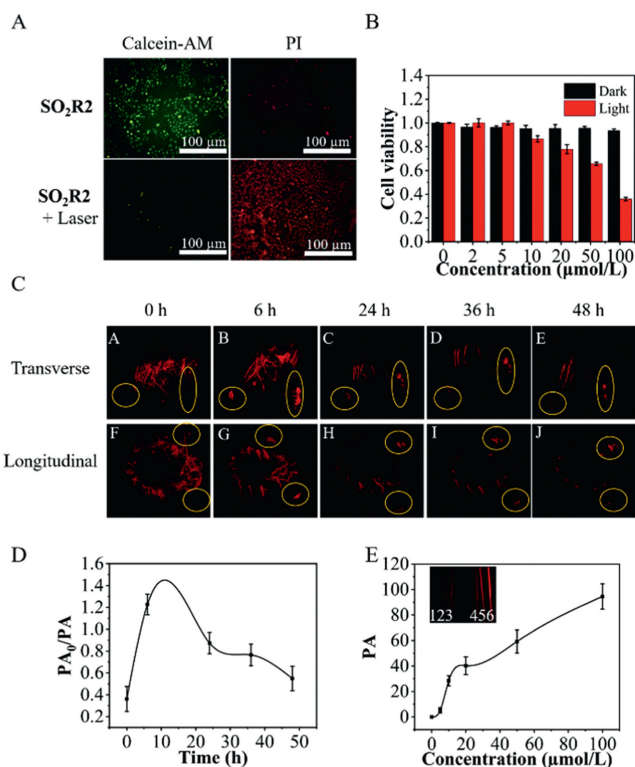 A
Calcein-AM PI
SO₂R2
100 µm 100 µm
SO₂R2
+ Laser
100 µm 100 µm
B
Cell viability
1.4
1.2
1.0
0.8
0.6
0.4
0.2
0.0
Dark
Light
0 2 5 10 20 50 100
Concentration (µmol/L)
C
0 h 6 h 24 h 36 h 48 h
Transverse
A B C D E
Longitudinal
F G H I J
D
PA₀/PA
1.6
1.4
1.2
1.0
0.8
0.6
0.4
0.2
0 10 20 30 40 50
Time (h)
E
PA
120
100
80
60
40
20
0
123 456
0 20 40 60 80 100
Concentration (µmol/L)